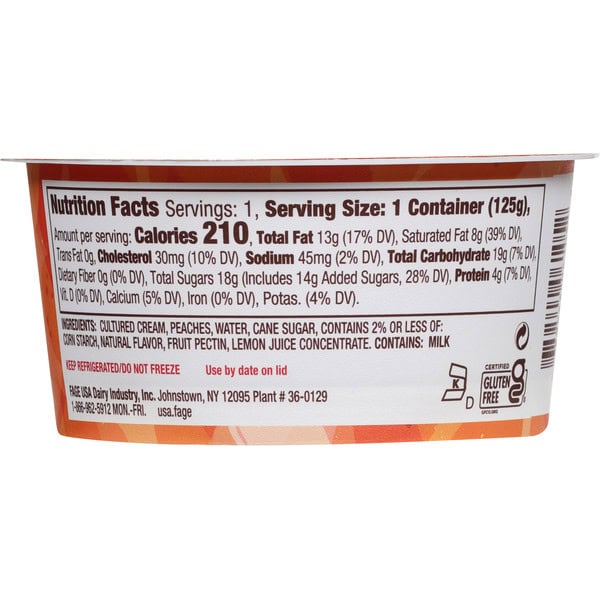 Nutrition Facts Servings: 1, Serving Size: 1 Container (125g),
Amount per serving: Calories 210, Total Fat 13g (17% DV), Saturated Fat 8g (39% DV),
Trans Fat 0g, Cholesterol 30mg (10% DV), Sodium 45mg (2% DV), Total Carbohydrate 19g (7% DV),
Dietary Fiber 0g (0% DV), Total Sugars 18g (Includes 14g Added Sugars, 28% DV), Protein 4g (7% DV),
Vit. D (0% DV), Calcium (5% DV), Iron (0% DV), Potas. (4% DV).
INGREDIENTS: CULTURED CREAM, PEACHES, WATER, CANE SUGAR, CONTAINS 2% OR LESS OF:
CORN STARCH, NATURAL FLAVOR, FRUIT PECTIN, LEMON JUICE CONCENTRATE. CONTAINS: MILK
KEEP REFRIGERATED/DO NOT FREEZE Use by date on lid
FAGE USA Dairy Industry, Inc. Johnstown, NY 12095 Plant # 36-0129
1-866-962-5912 MON.-FRI. usa.fage
K D
CERTIFIED
GLUTEN
FREE
GFCO.ORG